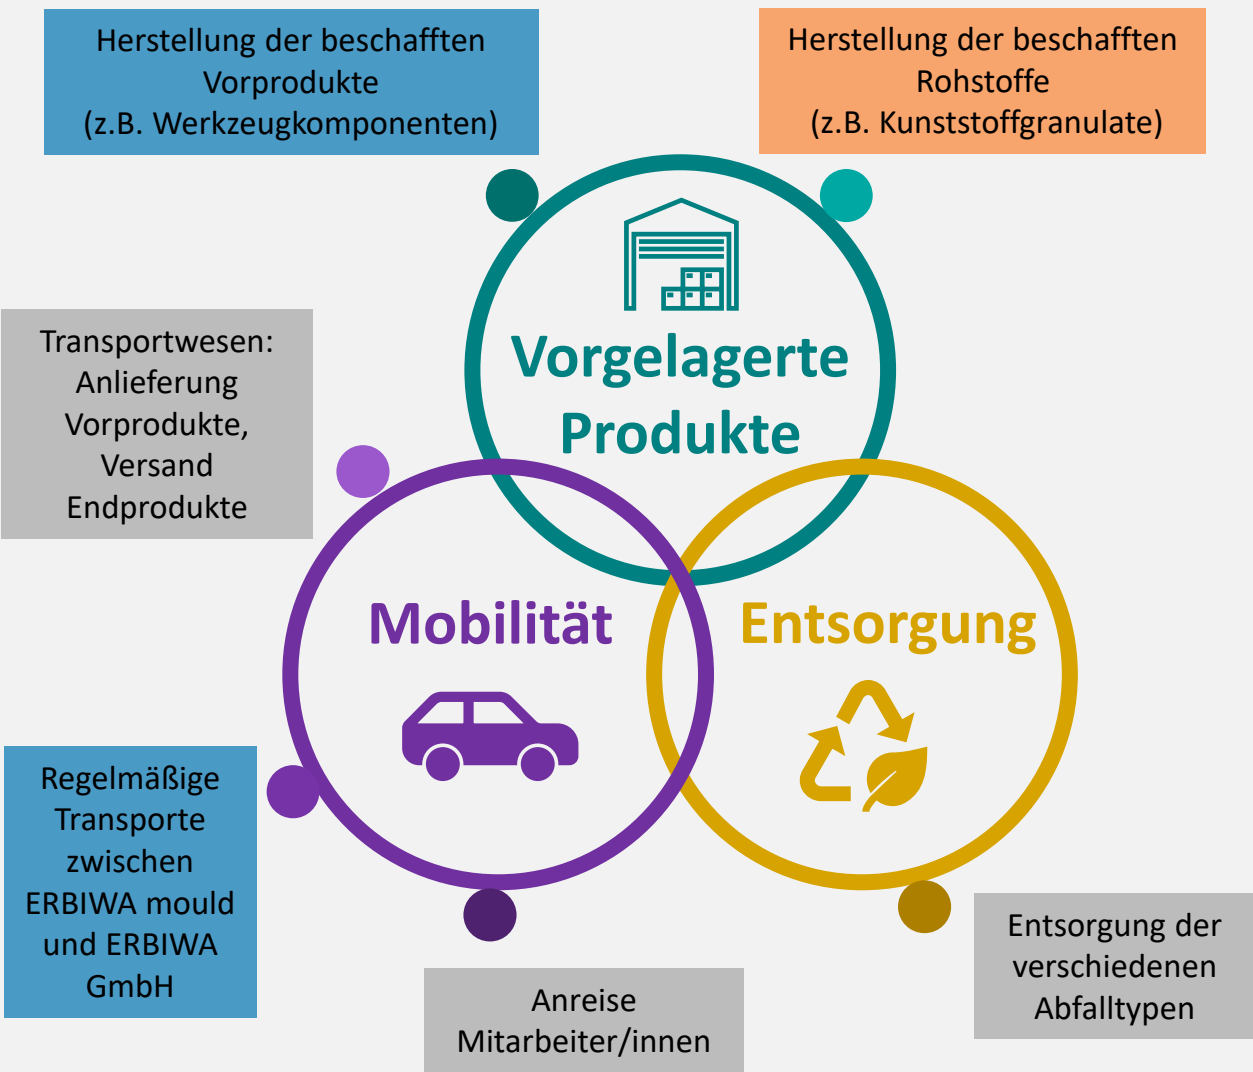 Herstellung der beschafften
Vorprodukte
(z.B. Werkzeugkomponenten)
Herstellung der beschafften
Rohstoffe
(z.B. Kunststoffgranulate)
Vorgelagerte
Produkte
Transportwesen:
Anlieferung
Vorprodukte,
Versand
Endprodukte
Mobilität
Entsorgung
Regelmäßige
Transporte
zwischen
ERBIWA mould
und ERBIWA
GmbH
Anreise
Mitarbeiter/innen
Entsorgung der
verschiedenen
Abfalltypen